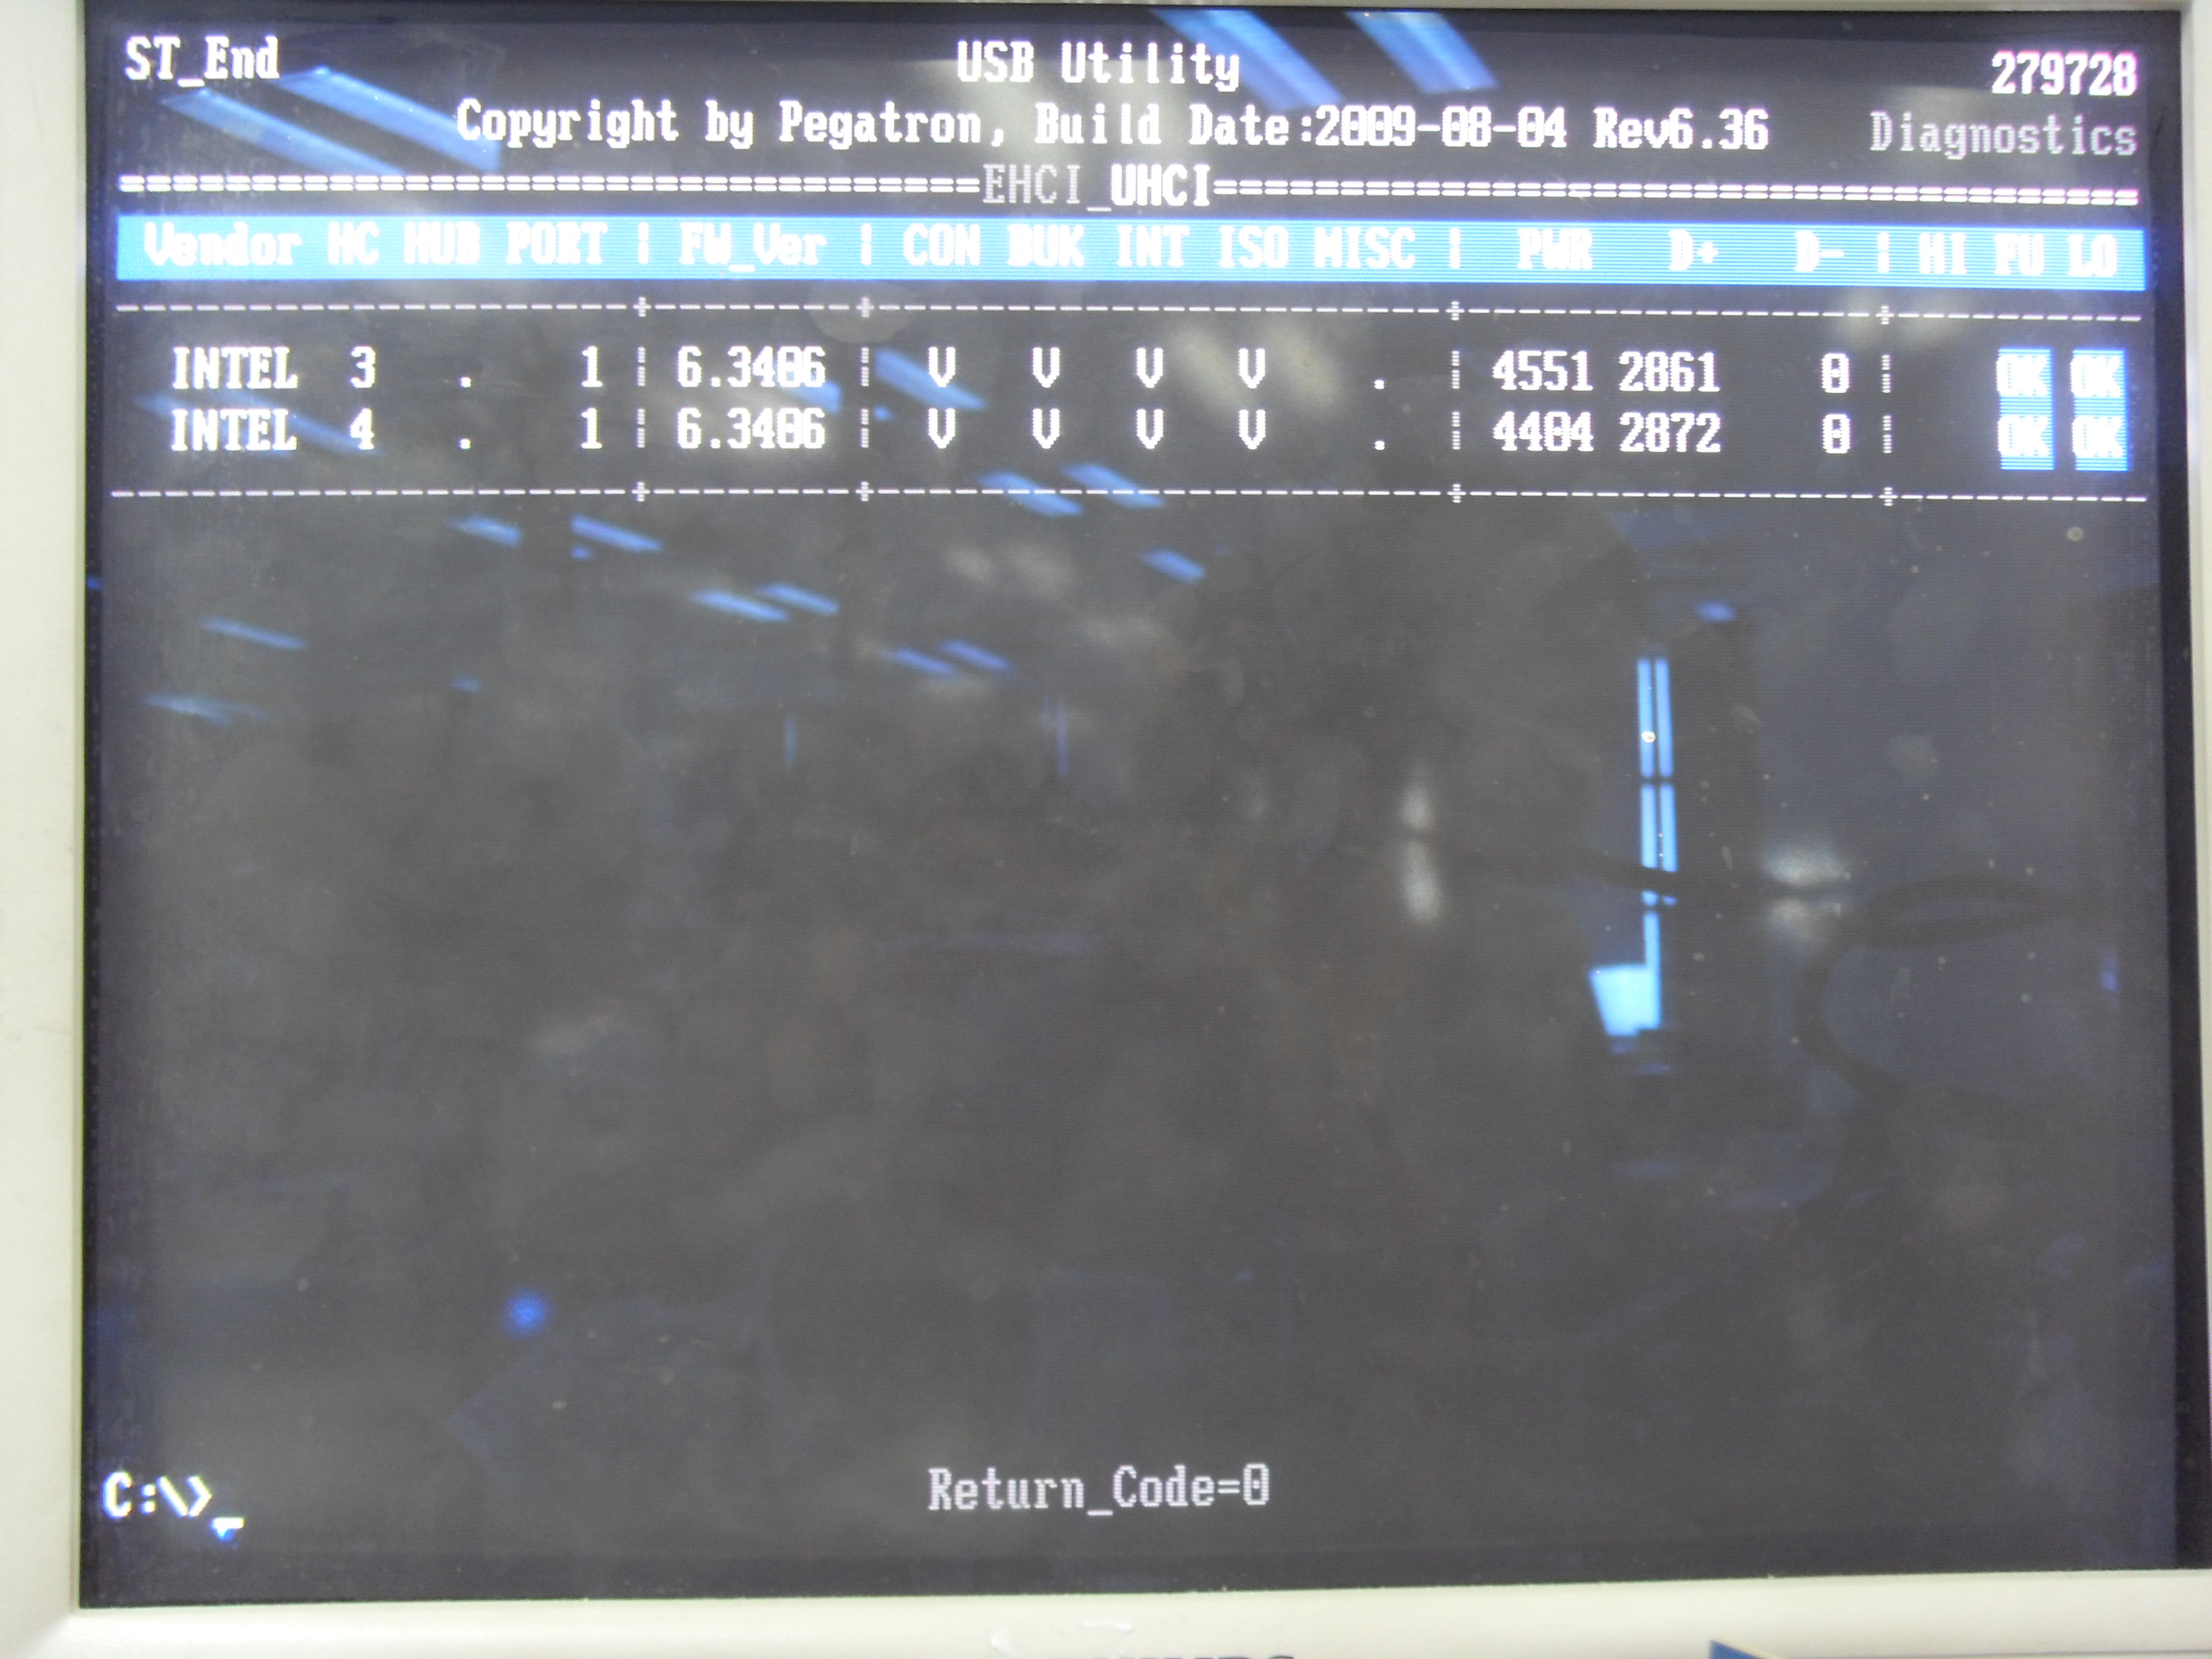 ST_End USB Utility 279728
Copyright by Pegatron, Build Date:2009-08-04 Rev6.36 Diagnostics
==================================EHCI_UHCI====================================
Vendor HC HUB PORT ¦ FW_Ver ¦ CON BUK INT ISO MISC ¦ PWR D+ D- ¦ HI FU LO
INTEL 3 . 1 ¦ 6.3406 ¦ V V V V . ¦ 4551 2861 0 ¦ OK OK
INTEL 4 . 1 ¦ 6.3406 ¦ V V V V . ¦ 4404 2872 0 ¦ OK OK
Return_Code=0
C:\>_